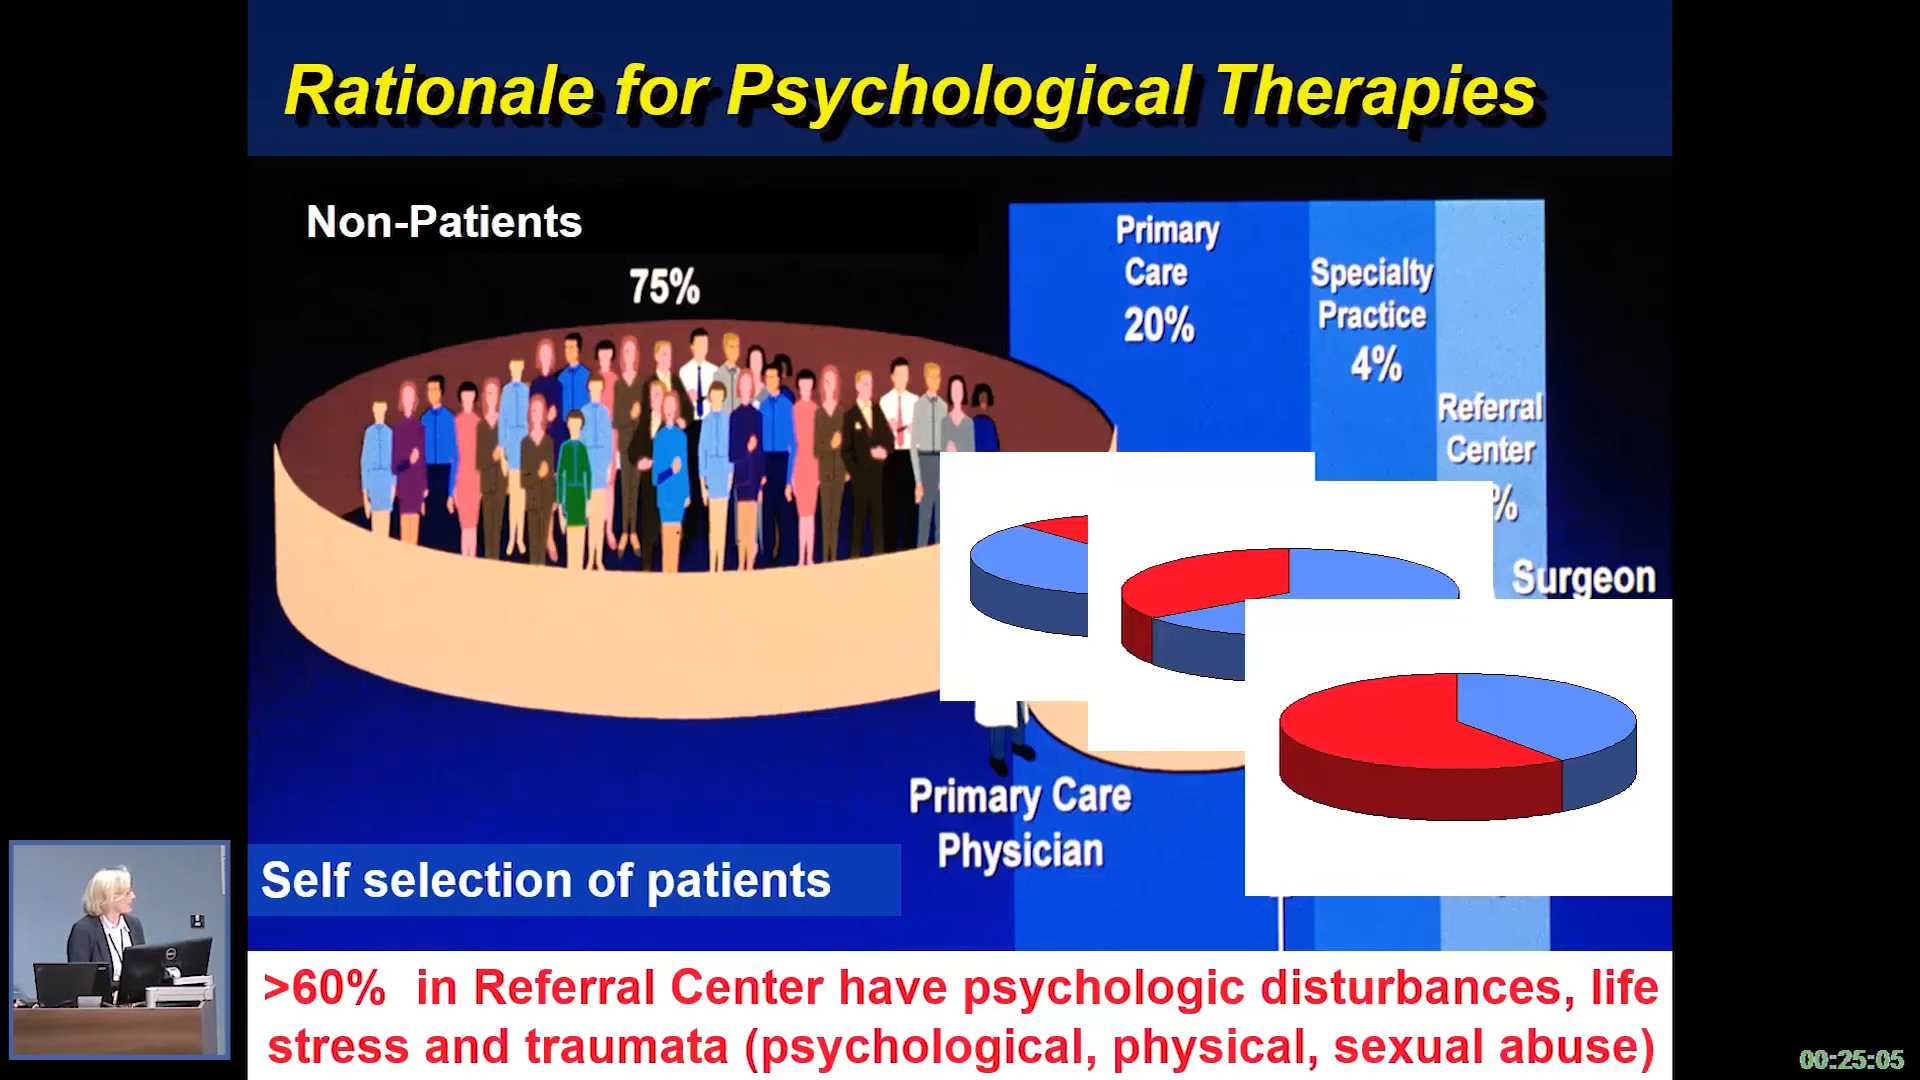 Rationale for Psychological Therapies
Non-Patients
75%
Primary
Care
20%
Specialty
Practice
4%
Referral
Center
%
Surgeon
Primary Care
Physician
Self selection of patients
>60% in Referral Center have psychologic disturbances, life
stress and traumata (psychological, physical, sexual abuse)
00:25:05